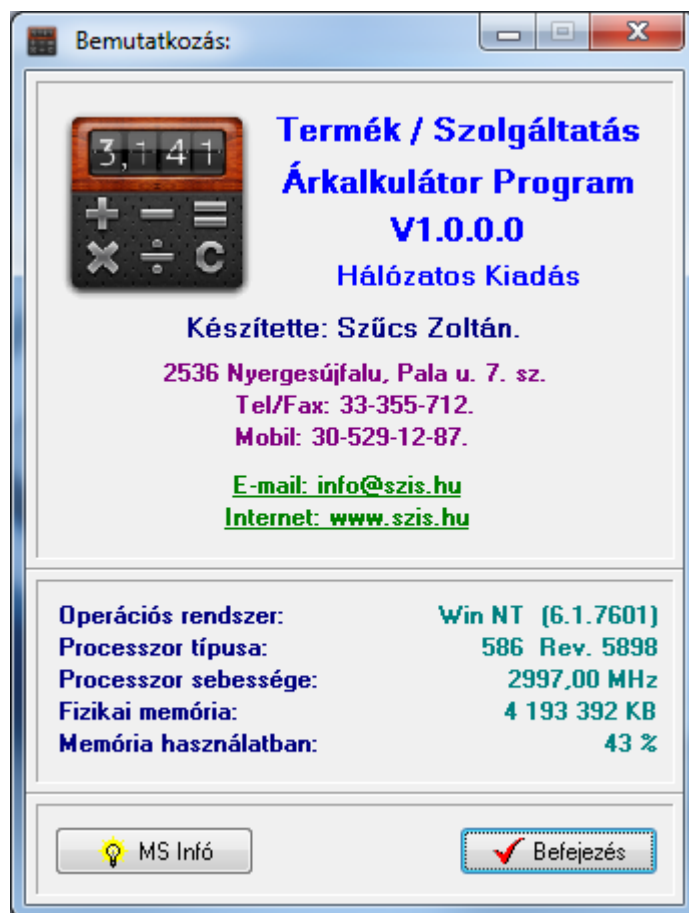 Bemutatkozás:
3,141
Termék / Szolgáltatás
Árkalkulátor Program
V1.0.0.0
Hálózatos Kiadás
+ − =
× ÷ C
Készítette: Szűcs Zoltán.
2536 Nyergesújfalu, Pala u. 7. sz.
Tel/Fax: 33-355-712.
Mobil: 30-529-12-87.
E-mail: info@szis.hu
Internet: www.szis.hu
Operációs rendszer: Win NT (6.1.7601)
Processzor típusa: 586 Rev. 5898
Processzor sebessége: 2997,00 MHz
Fizikai memória: 4 193 392 KB
Memória használatban: 43 %
MS Infó
Befejezés